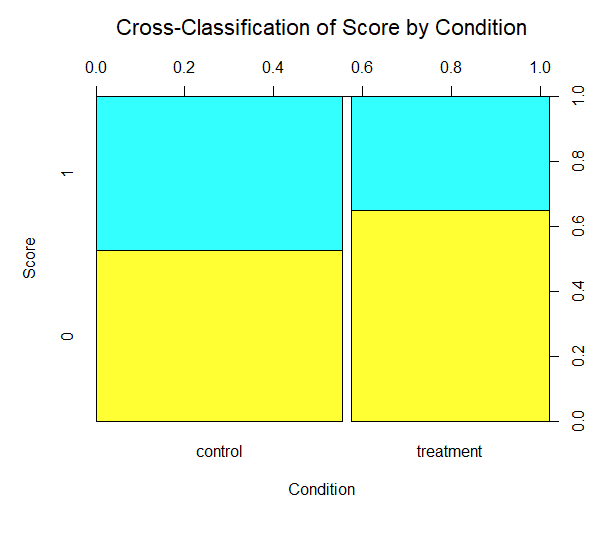 Cross-Classification of Score by Condition
0.0 0.2 0.4 0.6 0.8 1.0
1
0
Score
0.0 0.2 0.4 0.6 0.8 1.0
control treatment
Condition